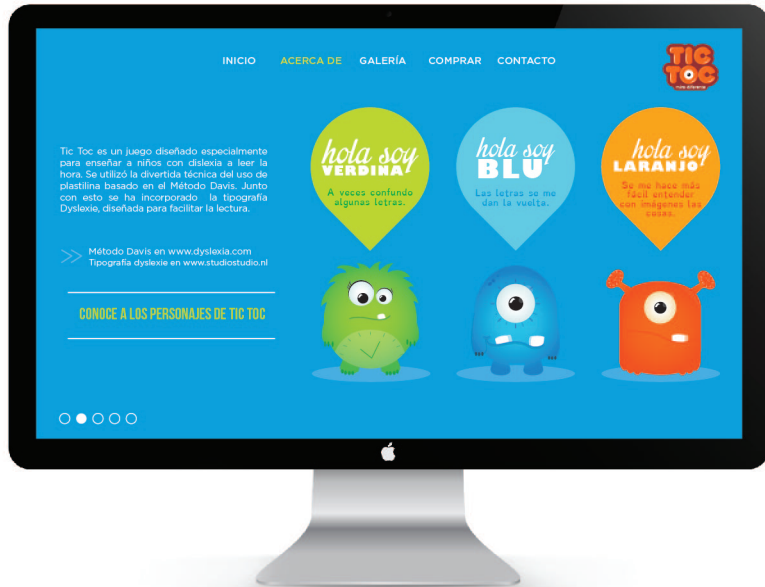 INICIO ACERCA DE GALERÍA COMPRAR CONTACTO
TIC
TOC
Tic Toc es un juego diseñado especialmente
para enseñar a niños con dislexia a leer la
hora. Se utilizó la divertida técnica del uso de
plastilina basado en el Método Davis. Junto
con esto se ha incorporado la tipografía
Dyslexie, diseñada para facilitar la lectura.
Método Davis en www.dyslexia.com
Tipografía dyslexie en www.studiostudio.nl
CONOCE A LOS PERSONAJES DE TIC TOC
hola soy
VERDINA
A veces confundo
algunas letras.
hola soy
BLU
Las letras se me
dan la vuelta.
hola soy
LARANJO
Se me hace más
fácil entender
con imágenes las
cosas.